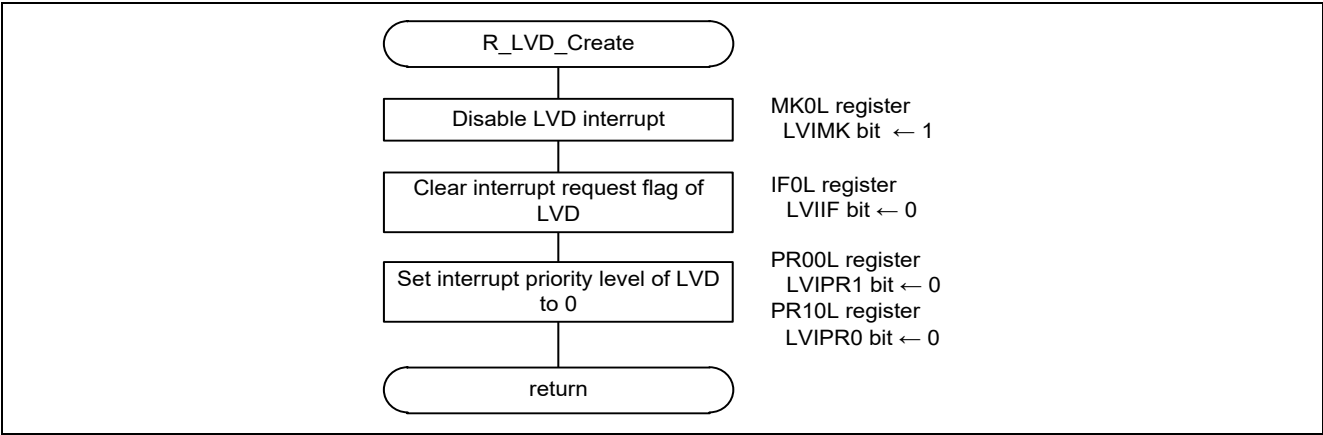 R_LVD_Create
Disable LVD interrupt
MK0L register
LVIMK bit ← 1
Clear interrupt request flag of
LVD
IF0L register
LVIIF bit ← 0
Set interrupt priority level of LVD
to 0
PR00L register
LVIPR1 bit ← 0
PR10L register
LVIPR0 bit ← 0
return